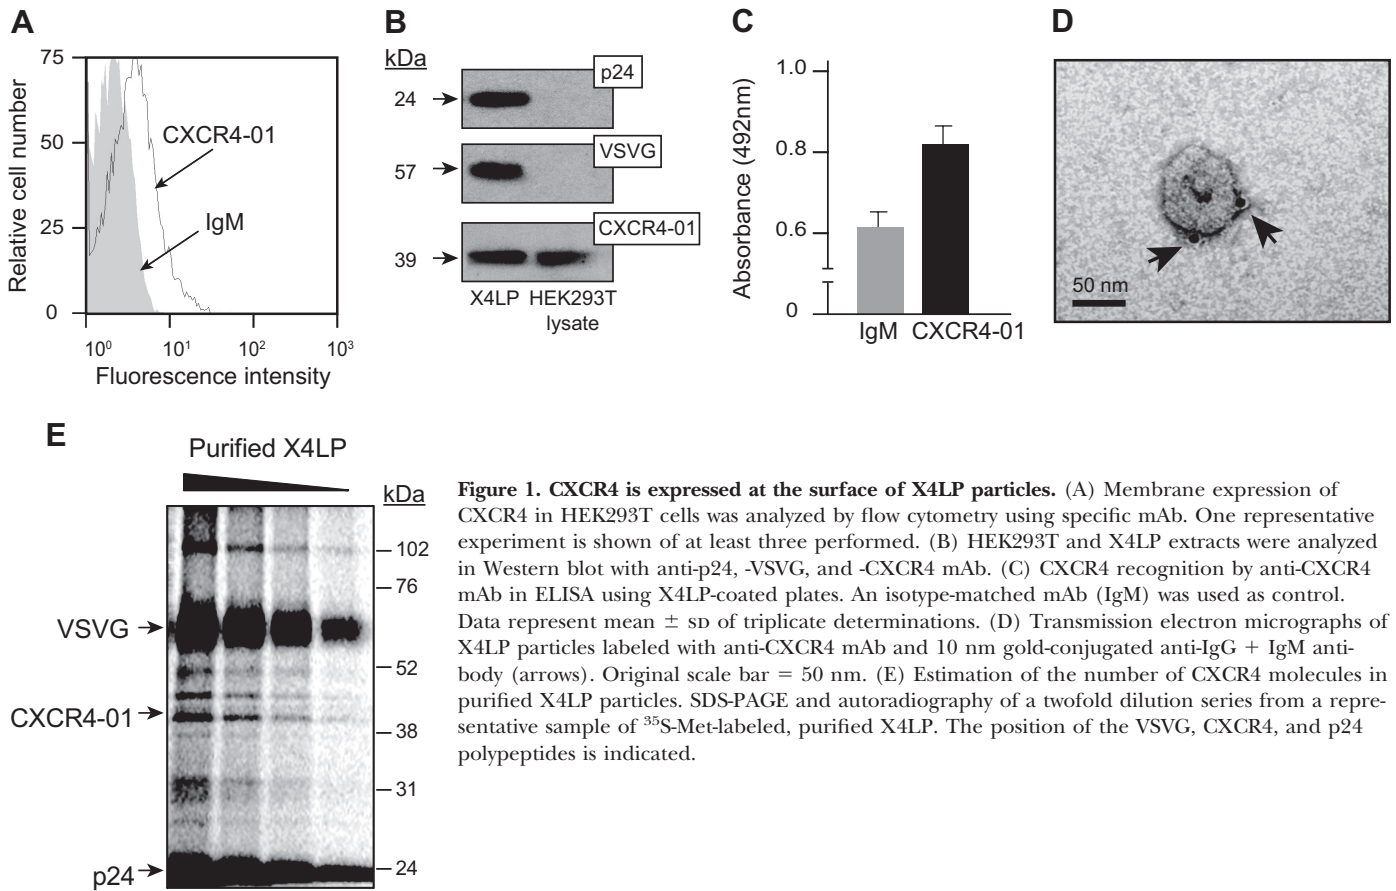 A
75
50
25
0
Relative cell number
CXCR4-01
IgM
10⁰ 10¹ 10² 10³
Fluorescence intensity
B
kDa
p24
24
VSVG
57
CXCR4-01
39
X4LP HEK293T
lysate
C
1.0
0.8
0.6
0
Absorbance (492nm)
IgM CXCR4-01
D
50 nm
E
Purified X4LP
kDa
102
76
VSVG
52
CXCR4-01
38
31
24
p24
Figure 1. CXCR4 is expressed at the surface of X4LP particles. (A) Membrane expression of
CXCR4 in HEK293T cells was analyzed by flow cytometry using specific mAb. One representative
experiment is shown of at least three performed. (B) HEK293T and X4LP extracts were analyzed
in Western blot with anti-p24, -VSVG, and -CXCR4 mAb. (C) CXCR4 recognition by anti-CXCR4
mAb in ELISA using X4LP-coated plates. An isotype-matched mAb (IgM) was used as control.
Data represent mean ± SD of triplicate determinations. (D) Transmission electron micrographs of
X4LP particles labeled with anti-CXCR4 mAb and 10 nm gold-conjugated anti-IgG + IgM anti-
body (arrows). Original scale bar = 50 nm. (E) Estimation of the number of CXCR4 molecules in
purified X4LP particles. SDS-PAGE and autoradiography of a twofold dilution series from a repre-
sentative sample of ³⁵S-Met-labeled, purified X4LP. The position of the VSVG, CXCR4, and p24
polypeptides is indicated.